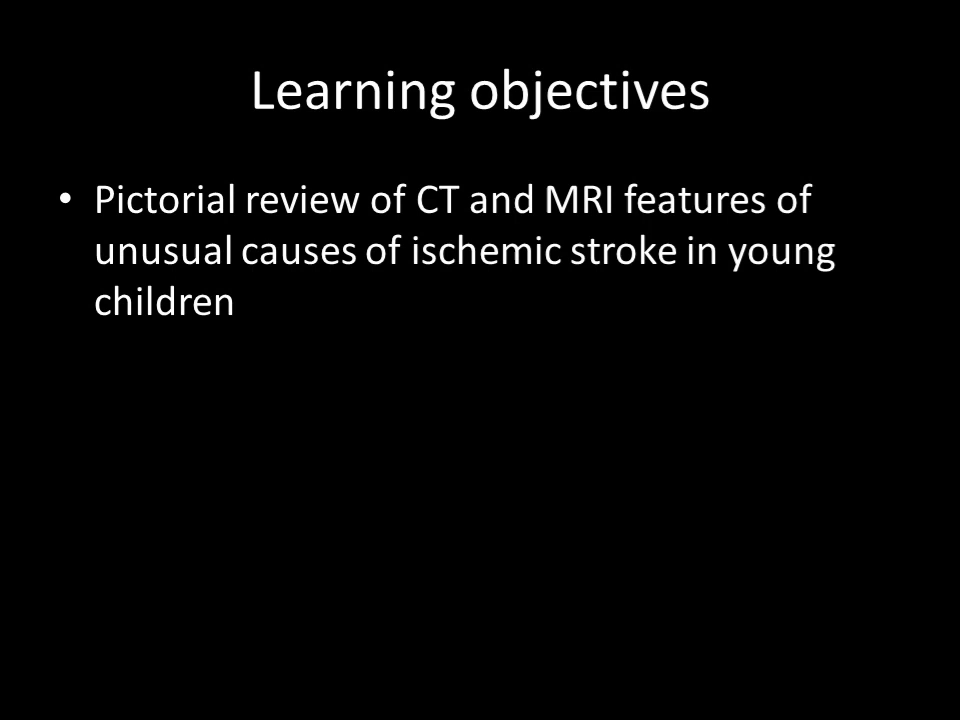 Learning objectives
• Pictorial review of CT and MRI features of
unusual causes of ischemic stroke in young
children